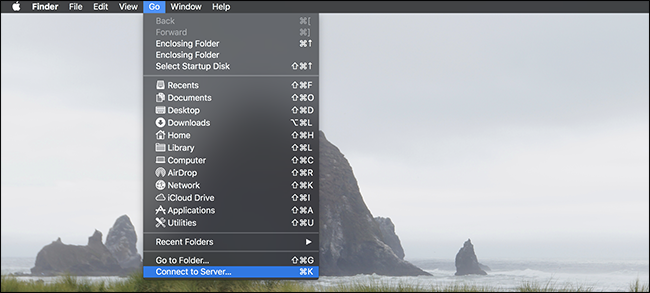 Finder File Edit View Go Window Help
Back ⌘[
Forward ⌘]
Enclosing Folder ⌘↑
Enclosing Folder
Select Startup Disk ⇧⌘↑
Recents ⇧⌘F
Documents ⇧⌘O
Desktop ⇧⌘D
Downloads ⌥⌘L
Home ⇧⌘H
Library ⇧⌘L
Computer ⇧⌘C
AirDrop ⇧⌘R
Network ⇧⌘K
iCloud Drive ⇧⌘I
Applications ⇧⌘A
Utilities ⇧⌘U
Recent Folders
Go to Folder... ⇧⌘G
Connect to Server... ⌘K